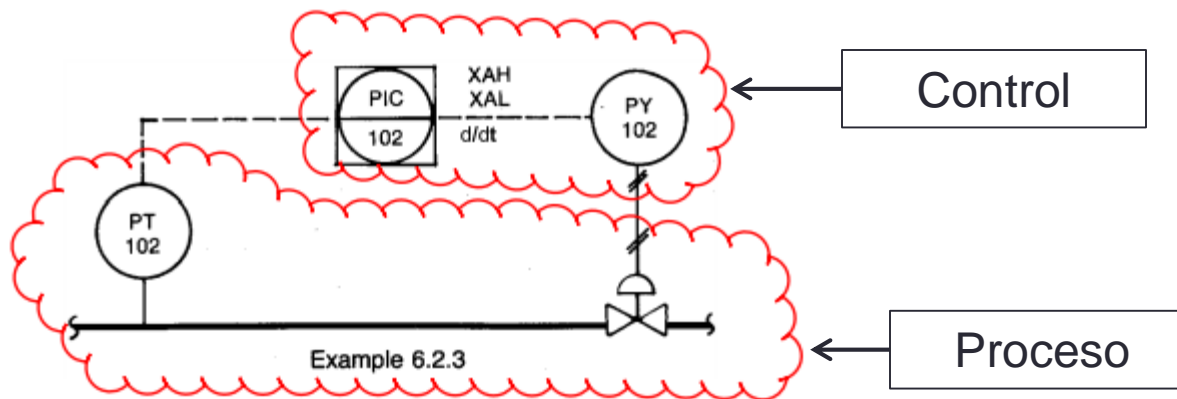 XAH
PIC
XAL
PY
102
d/dt
102
Control
PT
102
Example 6.2.3
Proceso